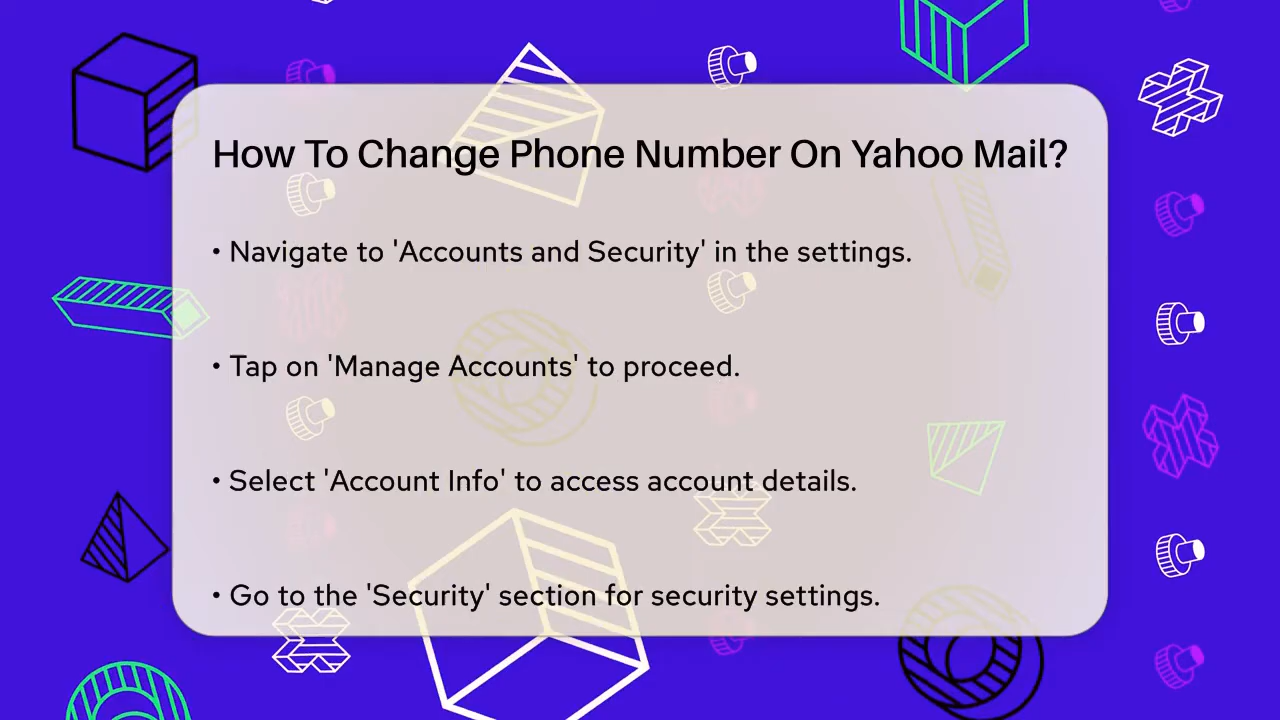 How To Change Phone Number On Yahoo Mail?
• Navigate to 'Accounts and Security' in the settings.
• Tap on 'Manage Accounts' to proceed.
• Select 'Account Info' to access account details.
• Go to the 'Security' section for security settings.